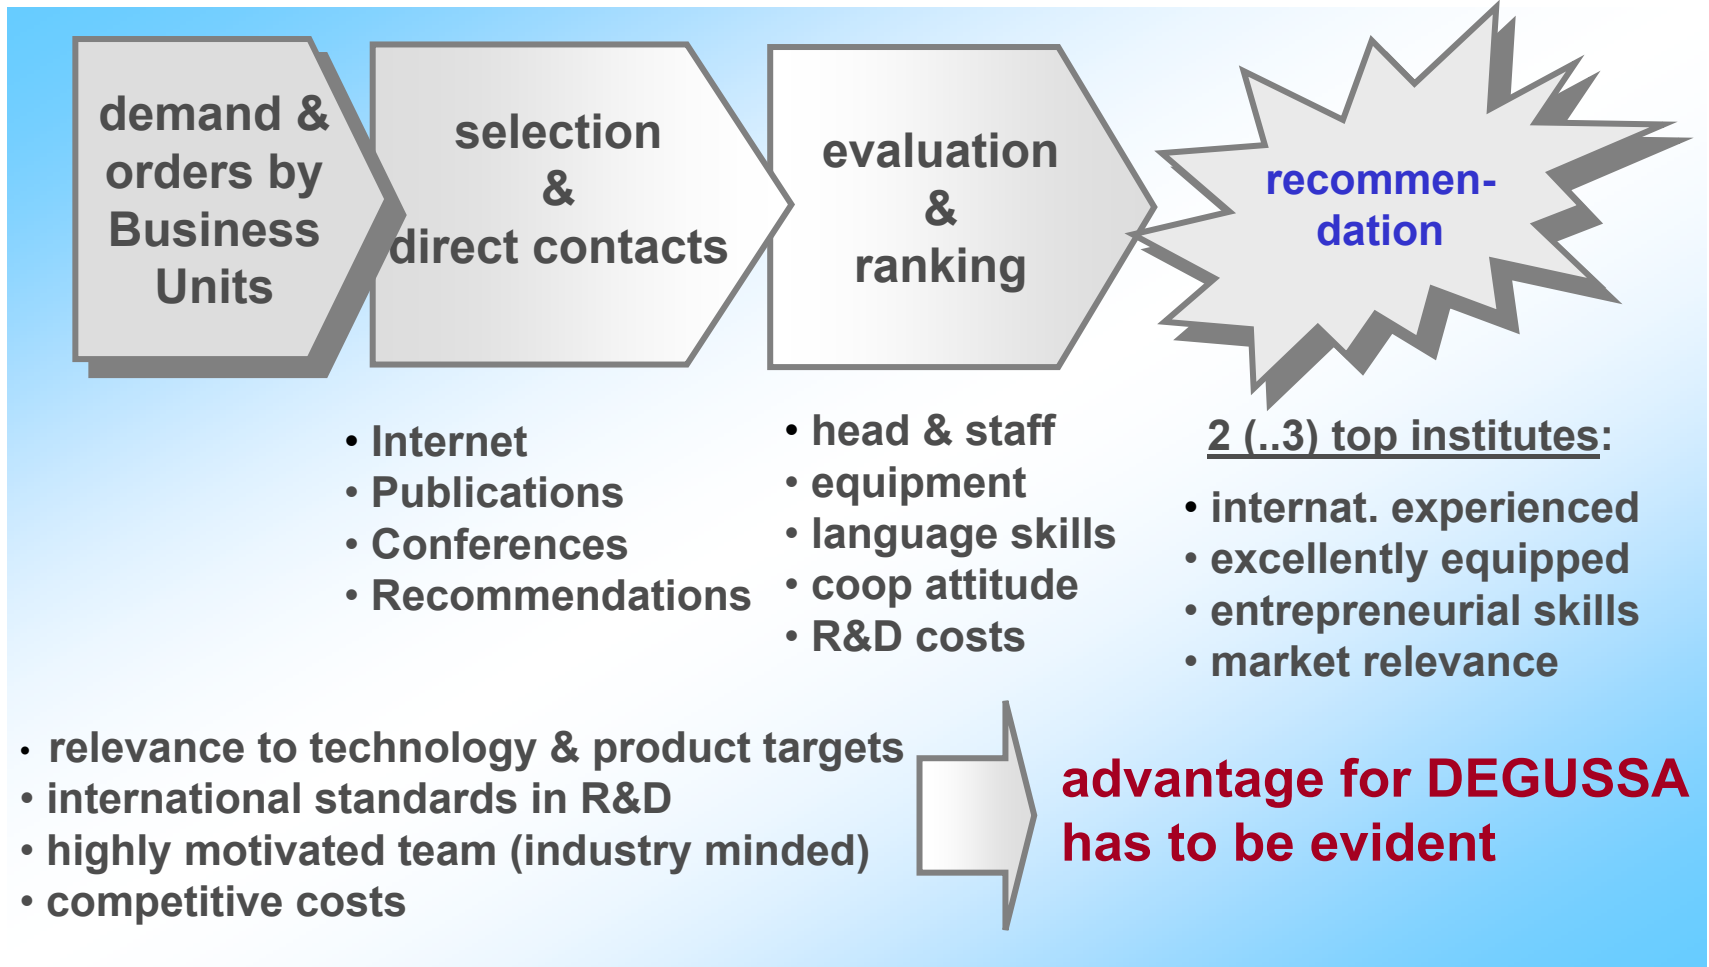 demand &
orders by
Business
Units
selection
&
direct contacts
evaluation
&
ranking
recommen-
dation
• Internet
• Publications
• Conferences
• Recommendations
• head & staff
• equipment
• language skills
• coop attitude
• R&D costs
2 (..3) top institutes:
• internat. experienced
• excellently equipped
• entrepreneurial skills
• market relevance
• relevance to technology & product targets
• international standards in R&D
• highly motivated team (industry minded)
• competitive costs
advantage for DEGUSSA
has to be evident